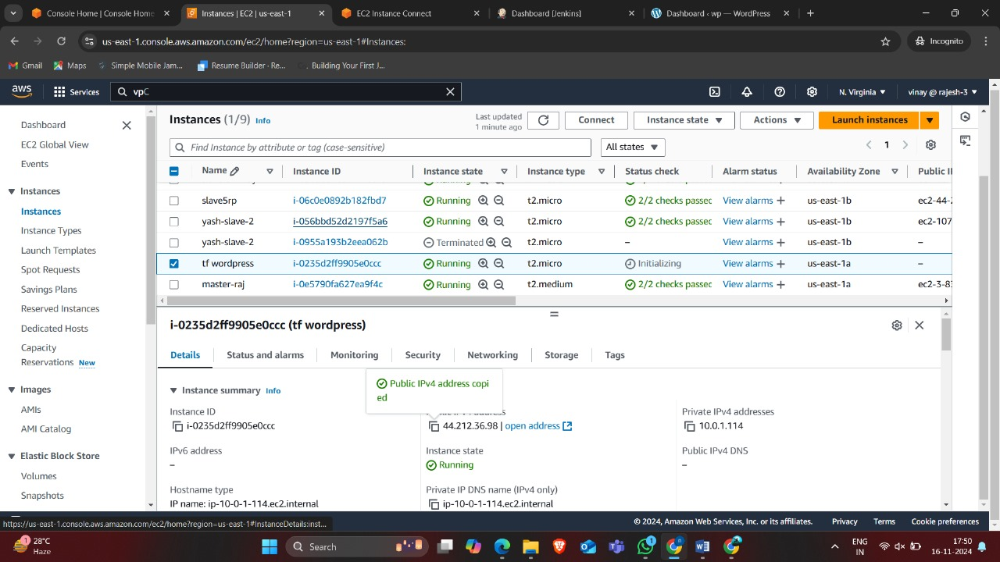 Console Home | Console Home
Instances | EC2 | us-east-1
EC2 Instance Connect
Dashboard [Jenkins]
Dashboard ‹ wp — WordPress
us-east-1.console.aws.amazon.com/ec2/home?region=us-east-1#Instances:
Incognito
Gmail
Maps
Simple Mobile Jam...
Resume Builder · Re...
Building Your First J...
aws
Services
vpC
N. Virginia
vinay @ rajesh-3
Dashboard
EC2 Global View
Events
Instances
Instances
Instance Types
Launch Templates
Spot Requests
Savings Plans
Reserved Instances
Dedicated Hosts
Capacity
Reservations New
Images
AMIs
AMI Catalog
Elastic Block Store
Volumes
Snapshots
Instances (1/9) Info
Last updated
1 minute ago
Connect
Instance state
Actions
Launch instances
Find Instance by attribute or tag (case-sensitive)
All states
1
Name Instance ID Instance state Instance type Status check Alarm status Availability Zone Public I
slave5rp i-06c0e0892b182fbd7 Running t2.micro 2/2 checks passec View alarms + us-east-1b ec2-44-2
yash-slave-2 i-056bbd52d2197f5a6 Running t2.micro 2/2 checks passec View alarms + us-east-1b ec2-107
yash-slave-2 i-0955a193b2eea062b Terminated t2.micro – View alarms + us-east-1b –
tf wordpress i-0235d2ff9905e0ccc Running t2.micro Initializing View alarms + us-east-1a –
master-raj i-0e5790fa627ea9f4c Running t2.medium 2/2 checks passec View alarms + us-east-1a ec2-3-83
i-0235d2ff9905e0ccc (tf wordpress)
Details
Status and alarms
Monitoring
Security
Networking
Storage
Tags
Public IPv4 address copi
ed
Instance summary Info
Instance ID
i-0235d2ff9905e0ccc
44.212.36.98 | open address
Private IPv4 addresses
10.0.1.114
IPv6 address
–
Instance state
Running
Public IPv4 DNS
–
Hostname type
IP name: ip-10-0-1-114.ec2.internal
Private IP DNS name (IPv4 only)
ip-10-0-1-114.ec2.internal
https://us-east-1.console.aws.amazon.com/ec2/home?region=us-east-1#InstanceDetails:inst...
© 2024, Amazon Web Services, Inc. or its affiliates.
Privacy
Terms
Cookie preferences
1
28°C
Haze
Search
1
ENG
IN
17:50
16-11-2024